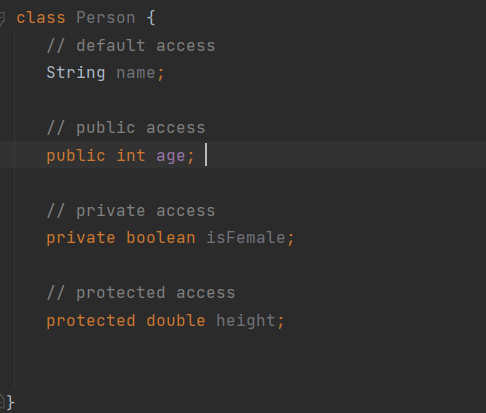 class Person {
// default access
String name;
// public access
public int age;
// private access
private boolean isFemale;
// protected access
protected double height;
}